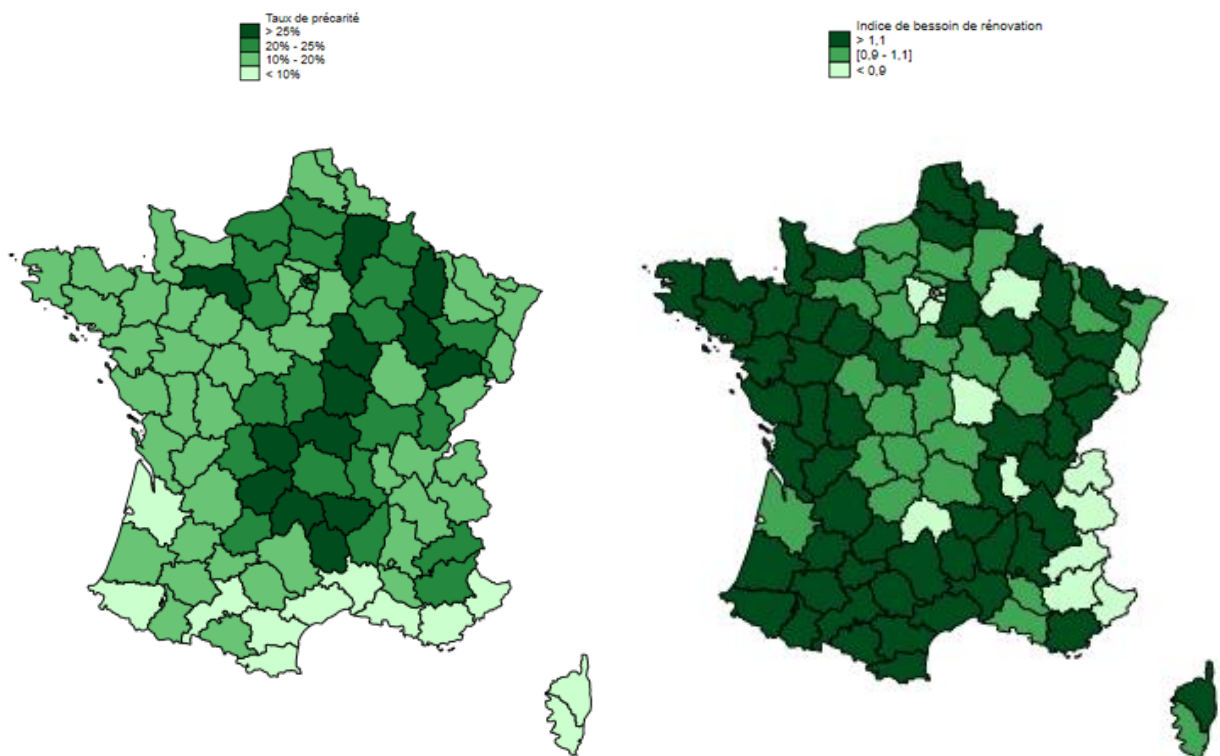 Taux de précarité
> 25%
20% - 25%
10% - 20%
< 10%
Indice de bessoin de rénovation
> 1,1
[0,9 - 1,1]
< 0,9